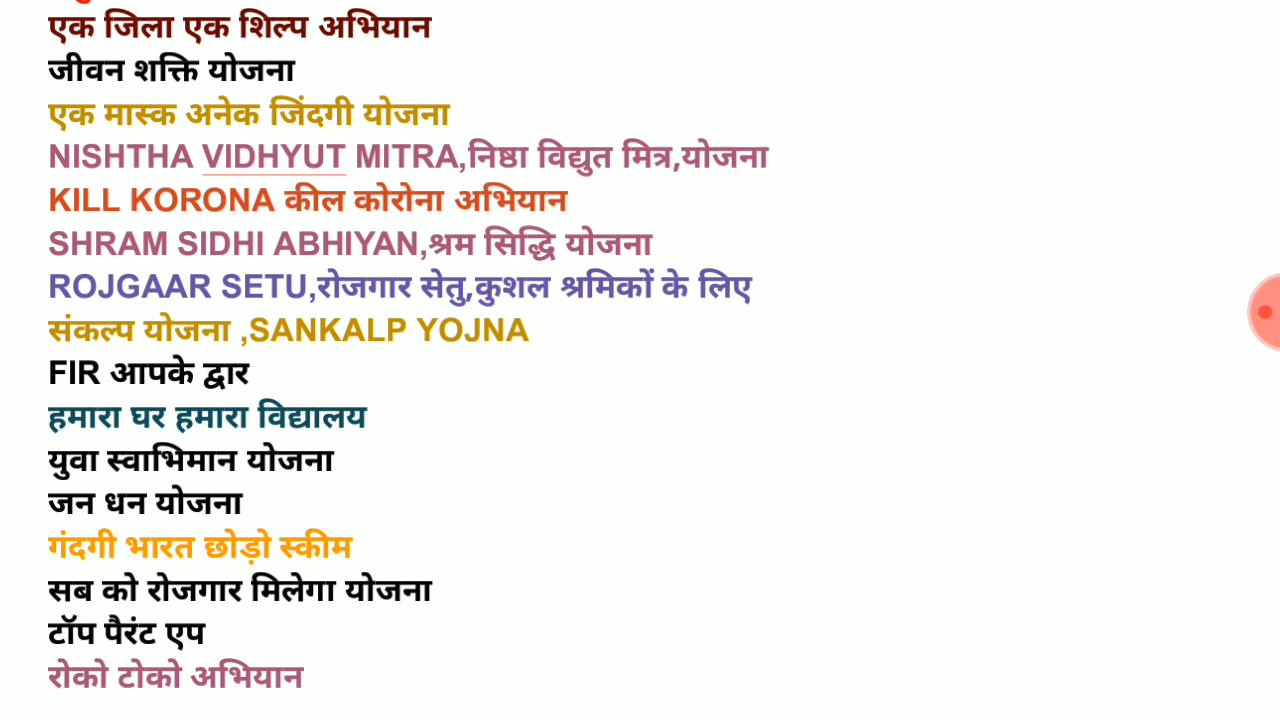 एक जिला एक शिल्प अभियान
जीवन शक्ति योजना
एक मास्क अनेक जिंदगी योजना
NISHTHA VIDHYUT MITRA,निष्ठा विद्युत मित्र,योजना
KILL KORONA कील कोरोना अभियान
SHRAM SIDHI ABHIYAN,श्रम सिद्धि योजना
ROJGAAR SETU,रोजगार सेतु,कुशल श्रमिकों के लिए
संकल्प योजना ,SANKALP YOJNA
FIR आपके द्वार
हमारा घर हमारा विद्यालय
युवा स्वाभिमान योजना
जन धन योजना
गंदगी भारत छोड़ो स्कीम
सब को रोजगार मिलेगा योजना
टॉप पैरंट एप
रोको टोको अभियान